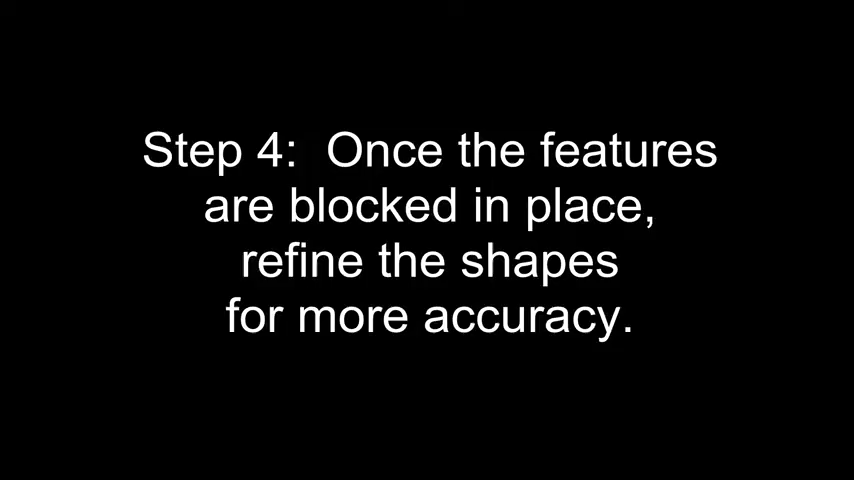 Step 4:  Once the features
are blocked in place,
refine the shapes
for more accuracy.